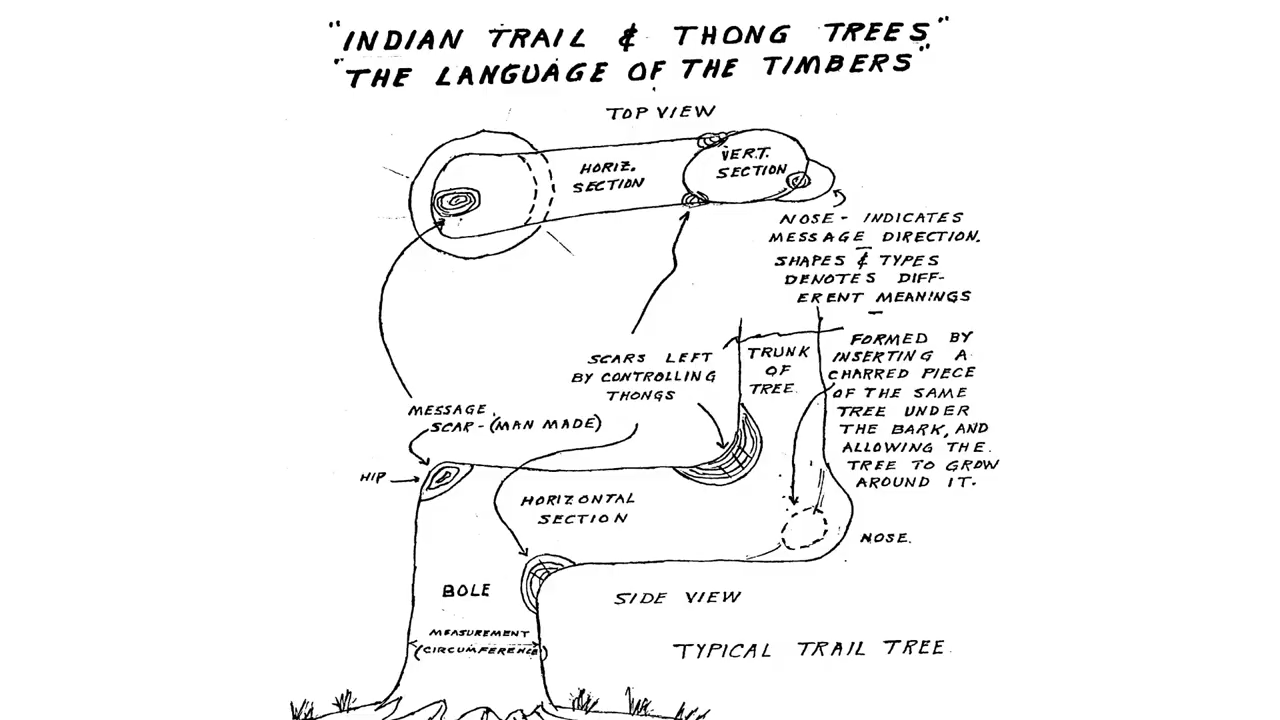 "INDIAN TRAIL & THONG TREES"
"THE LANGUAGE OF THE TIMBERS"
TOP VIEW
HORIZ.
SECTION
VERT.
SECTION
NOSE - INDICATES
MESSAGE DIRECTION.
SHAPES & TYPES
DENOTES DIFF-
ERENT MEANINGS
SCARS LEFT
BY CONTROLLING
THONGS
TRUNK
OF
TREE.
FORMED BY
INSERTING A
CHARRED PIECE
OF THE SAME
TREE UNDER
THE BARK, AND
ALLOWING THE.
TREE TO GROW
AROUND IT.
MESSAGE
SCAR-(MAN MADE)
HIP
HORIZONTAL
SECTION
NOSE.
BOLE
SIDE VIEW
MEASUREMENT
(CIRCUMFERENCE)
TYPICAL TRAIL TREE.